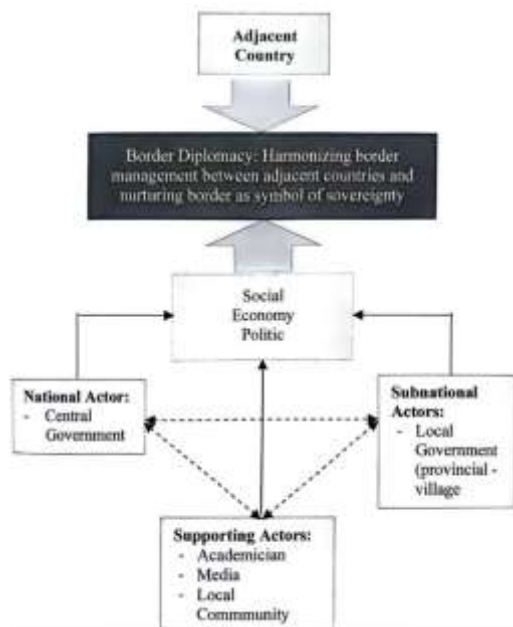 Adjacent
Country
Border Diplomacy: Harmonizing border
management between adjacent countries and
nurturing border as symbol of sovereignty
Social
Economy
Politic
National Actor:
- Central
Government
Subnational
Actors:
- Local
Government
(provincial -
village
Supporting Actors:
- Academician
- Media
- Local
Commmunity